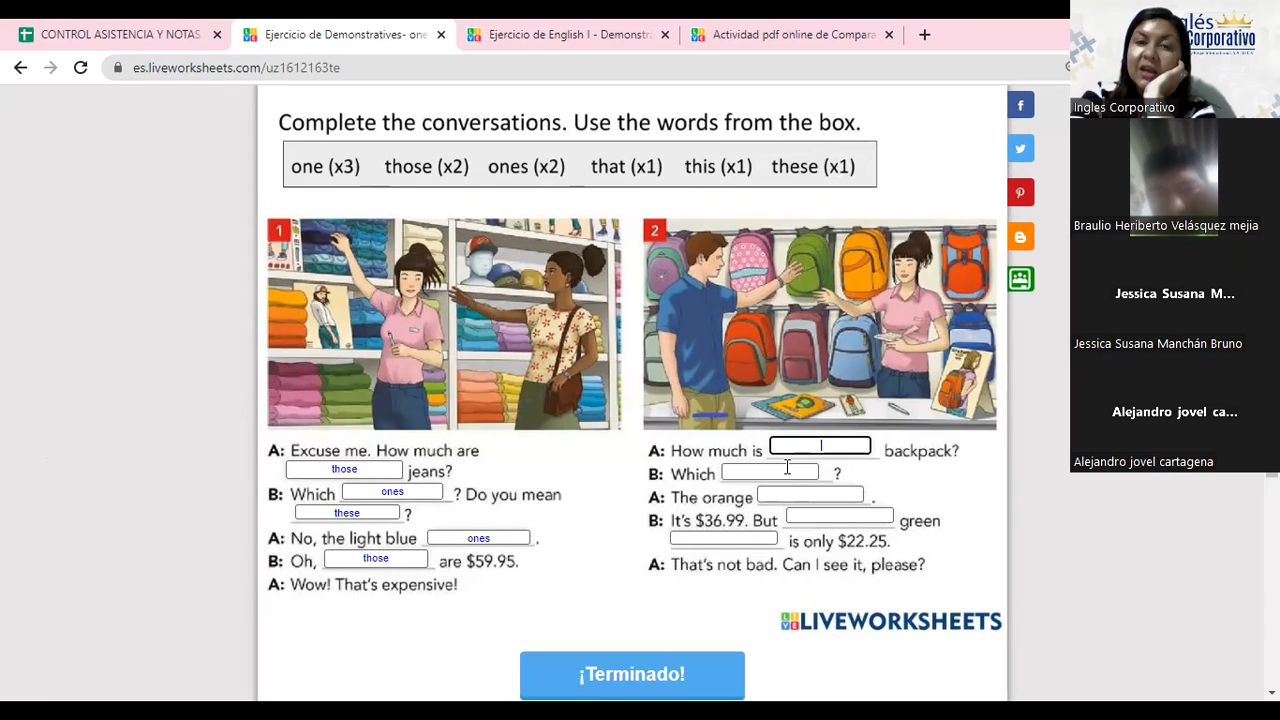 CONTROL ASISTENCIA Y NOTAS
Ejercicio de Demonstratives- one
Ejercicio de English I - Demonstr
Actividad pdf online de Compara
es.liveworksheets.com/uz1612163te
Inglés
Corporativo
Ingles Corporativo
Braulio Heriberto Velásquez mejia
Jessica Susana M...
Jessica Susana Manchán Bruno
Alejandro jovel ca...
Alejandro jovel cartagena
Complete the conversations. Use the words from the box.
one (x3) those (x2) ones (x2) that (x1) this (x1) these (x1)
1
A: Excuse me. How much are
those jeans?
B: Which ones ? Do you mean
these ?
A: No, the light blue ones .
B: Oh, those are $59.95.
A: Wow! That's expensive!
2
A: How much is backpack?
B: Which ?
A: The orange .
B: It's $36.99. But green
is only $22.25.
A: That's not bad. Can I see it, please?
LIVE LIVEWORKSHEETS
¡Terminado!